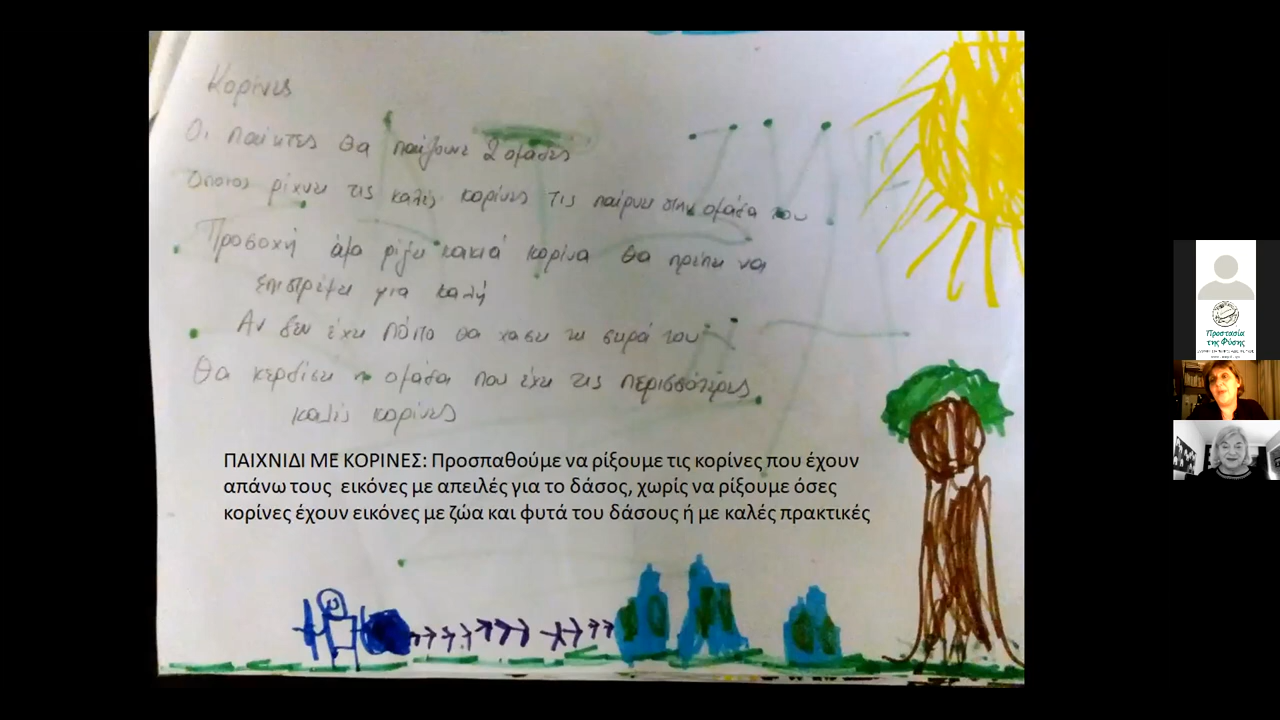 Κορίνες
Οι παίκτες θα παίζουνε 2 ομάδες
Όποιος ρίχνει τις καλές κορίνες τις παίρνει στην ομάδα του
Προσοχή άμα ρίξει κακιά κορίνα θα πρέπει να
επιστρέψει μια καλή
Αν δεν έχει θα χάσει τη σειρά του
Θα κερδίσει η ομάδα που έχει τις περισσότερες
καλές κορίνες
ΠΑΙΧΝΙΔΙ ΜΕ ΚΟΡΙΝΕΣ: Προσπαθούμε να ρίξουμε τις κορίνες που έχουν
απάνω τους εικόνες με απειλές για το δάσος, χωρίς να ρίξουμε όσες
κορίνες έχουν εικόνες με ζώα και φυτά του δάσους ή με καλές πρακτικές
Προστασία
της Φύσης